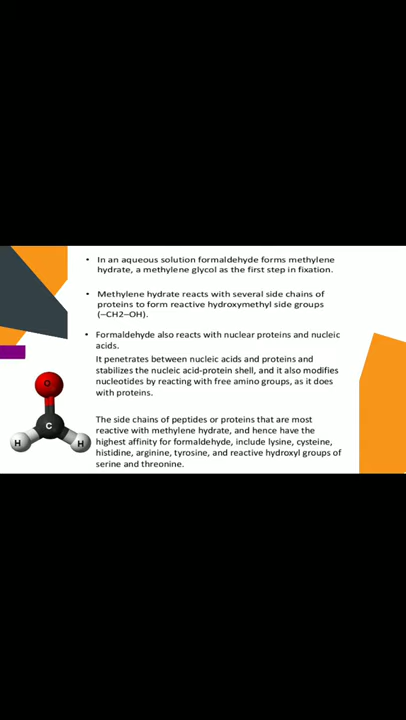 • In an aqueous solution formaldehyde forms methylene
hydrate, a methylene glycol as the first step in fixation.
• Methylene hydrate reacts with several side chains of
proteins to form reactive hydroxymethyl side groups
(–CH2–OH).
• Formaldehyde also reacts with nuclear proteins and nucleic
acids.
It penetrates between nucleic acids and proteins and
stabilizes the nucleic acid-protein shell, and it also modifies
nucleotides by reacting with free amino groups, as it does
with proteins.
The side chains of peptides or proteins that are most
reactive with methylene hydrate, and hence have the
highest affinity for formaldehyde, include lysine, cysteine,
histidine, arginine, tyrosine, and reactive hydroxyl groups of
serine and threonine.
O
C
H H